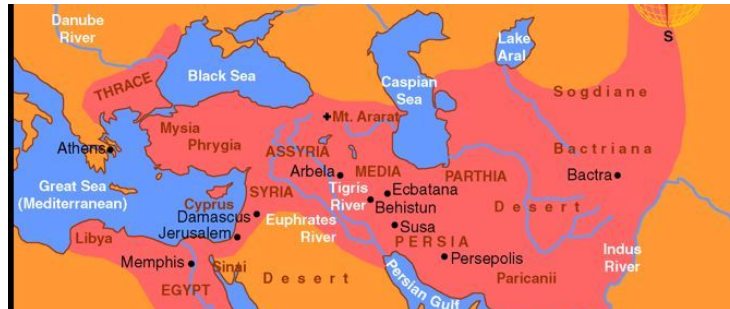 Danube
River
S
Lake
Aral
THRACE
Black Sea
Caspian
Sea
Sogdiane
Mt. Ararat
Mysia
Phrygia
Athens
ASSYRIA
Bactriana
Arbela
MEDIA
PARTHIA
Bactra
Great Sea
(Mediterranean)
Cyprus
SYRIA
Tigris
River
Ecbatana
Behistun
Desert
Damascus
Jerusalem
Euphrates
River
Susa
Libya
PERSIA
Indus
River
Memphis
Sinai
Desert
Persepolis
Paricanii
EGYPT
Persian Gulf